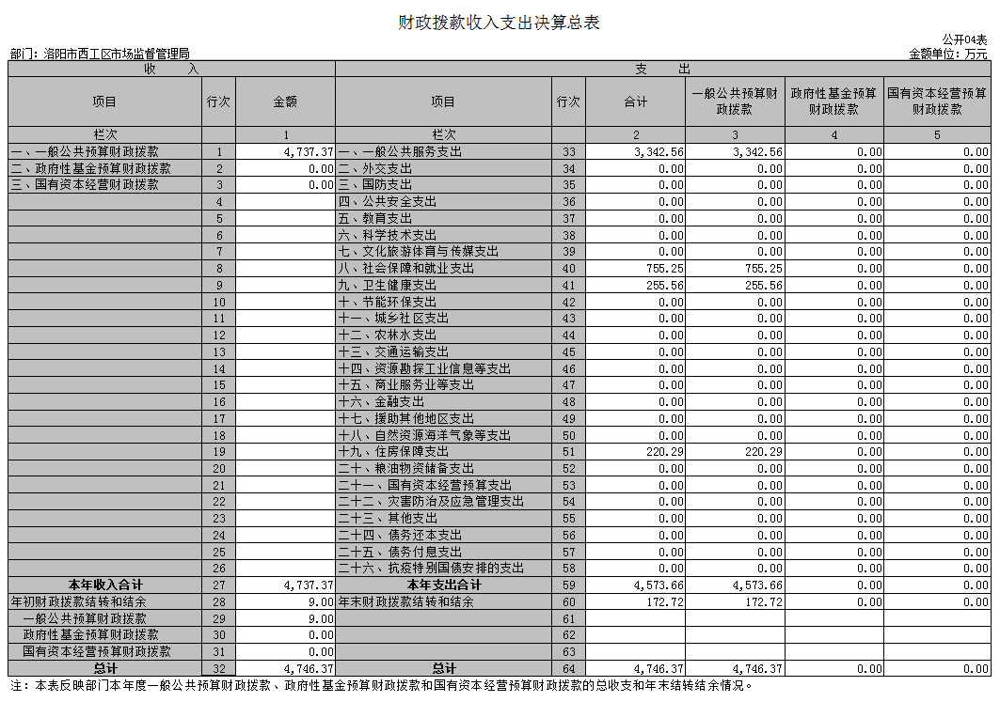 财政拨款收入支出决算总表
公开04表
部门：洛阳市西工区市场监督管理局 金额单位：万元
收 入 支 出
项目 行次 金额 项目 行次 合计 一般公共预算财政拨款 政府性基金预算财政拨款 国有资本经营预算财政拨款
栏次 1 栏次 2 3 4 5
一、一般公共预算财政拨款 1 4,737.37 一、一般公共服务支出 33 3,342.56 3,342.56 0.00 0.00
二、政府性基金预算财政拨款 2 0.00 二、外交支出 34 0.00 0.00 0.00 0.00
三、国有资本经营财政拨款 3 0.00 三、国防支出 35 0.00 0.00 0.00 0.00
4 四、公共安全支出 36 0.00 0.00 0.00 0.00
5 五、教育支出 37 0.00 0.00 0.00 0.00
6 六、科学技术支出 38 0.00 0.00 0.00 0.00
7 七、文化旅游体育与传媒支出 39 0.00 0.00 0.00 0.00
8 八、社会保障和就业支出 40 755.25 755.25 0.00 0.00
9 九、卫生健康支出 41 255.56 255.56 0.00 0.00
10 十、节能环保支出 42 0.00 0.00 0.00 0.00
11 十一、城乡社区支出 43 0.00 0.00 0.00 0.00
12 十二、农林水支出 44 0.00 0.00 0.00 0.00
13 十三、交通运输支出 45 0.00 0.00 0.00 0.00
14 十四、资源勘探工业信息等支出 46 0.00 0.00 0.00 0.00
15 十五、商业服务业等支出 47 0.00 0.00 0.00 0.00
16 十六、金融支出 48 0.00 0.00 0.00 0.00
17 十七、援助其他地区支出 49 0.00 0.00 0.00 0.00
18 十八、自然资源海洋气象等支出 50 0.00 0.00 0.00 0.00
19 十九、住房保障支出 51 220.29 220.29 0.00 0.00
20 二十、粮油物资储备支出 52 0.00 0.00 0.00 0.00
21 二十一、国有资本经营预算支出 53 0.00 0.00 0.00 0.00
22 二十二、灾害防治及应急管理支出 54 0.00 0.00 0.00 0.00
23 二十三、其他支出 55 0.00 0.00 0.00 0.00
24 二十四、债务还本支出 56 0.00 0.00 0.00 0.00
25 二十五、债务付息支出 57 0.00 0.00 0.00 0.00
26 二十六、抗疫特别国债安排的支出 58 0.00 0.00 0.00 0.00
本年收入合计 27 4,737.37 本年支出合计 59 4,573.66 4,573.66 0.00 0.00
年初财政拨款结转和结余 28 9.00 年末财政拨款结转和结余 60 172.72 172.72 0.00 0.00
一般公共预算财政拨款 29 9.00 61
政府性基金预算财政拨款 30 0.00 62
国有资本经营预算财政拨款 31 0.00 63
总计 32 4,746.37 总计 64 4,746.37 4,746.37 0.00 0.00
注：本表反映部门本年度一般公共预算财政拨款、政府性基金预算财政拨款和国有资本经营预算财政拨款的总收支和年末结转结余情况。